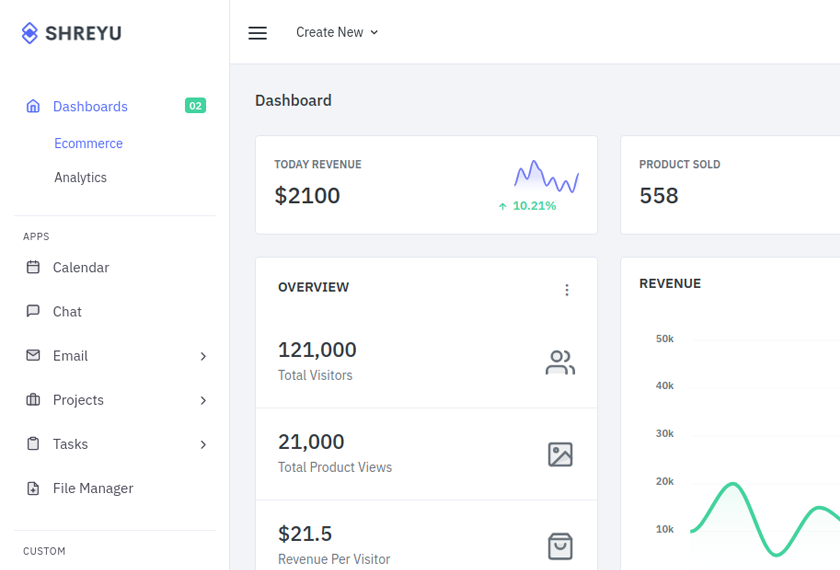 SHREYU
Create New
Dashboards
02
Ecommerce
Analytics
APPS
Calendar
Chat
Email
Projects
Tasks
File Manager
CUSTOM
Dashboard
TODAY REVENUE
$2100
10.21%
PRODUCT SOLD
558
OVERVIEW
121,000
Total Visitors
21,000
Total Product Views
$21.5
Revenue Per Visitor
REVENUE
50k
40k
30k
20k
10k